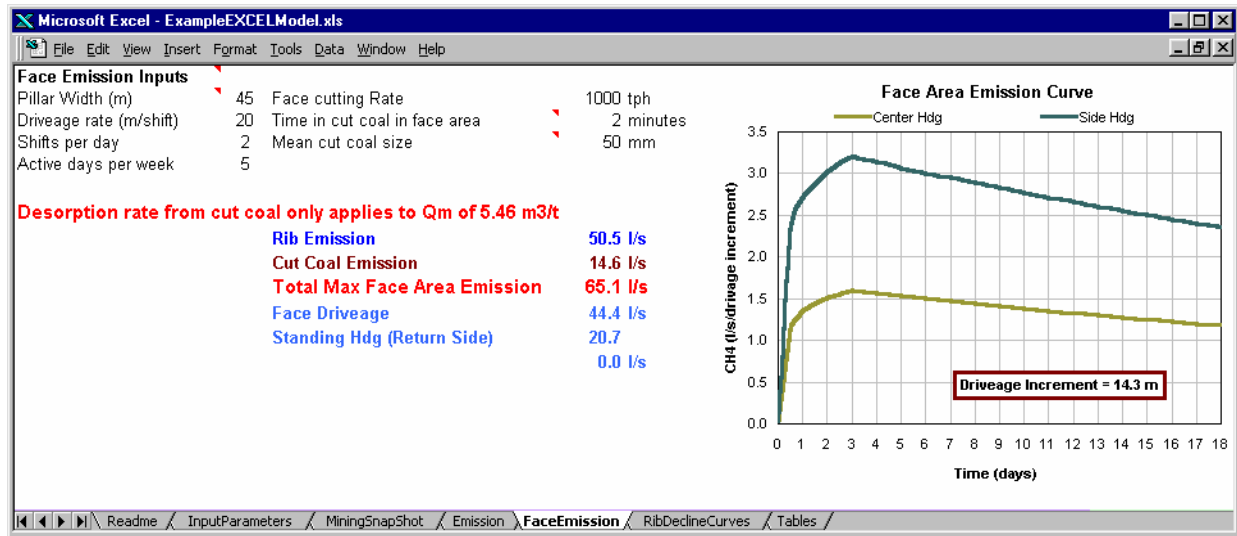 Microsoft Excel - ExampleEXCELModel.xls
File Edit View Insert Format Tools Data Window Help
Face Emission Inputs
Pillar Width (m) 45 Face cutting Rate 1000 tph
Driveage rate (m/shift) 20 Time in cut coal in face area 2 minutes
Shifts per day 2 Mean cut coal size 50 mm
Active days per week 5
Desorption rate from cut coal only applies to Qm of 5.46 m3/t
Rib Emission 50.5 l/s
Cut Coal Emission 14.6 l/s
Total Max Face Area Emission 65.1 l/s
Face Driveage 44.4 l/s
Standing Hdg (Return Side) 20.7
0.0 l/s
Face Area Emission Curve
Center Hdg Side Hdg
CH4 (l/s/drivage increment)
3.5
3.0
2.5
2.0
1.5
1.0
0.5
0.0
Driveage Increment = 14.3 m
0 1 2 3 4 5 6 7 8 9 10 11 12 13 14 15 16 17 18
Time (days)
Readme / InputParameters / MiningSnapShot / Emission \ FaceEmission / RibDeclineCurves / Tables /